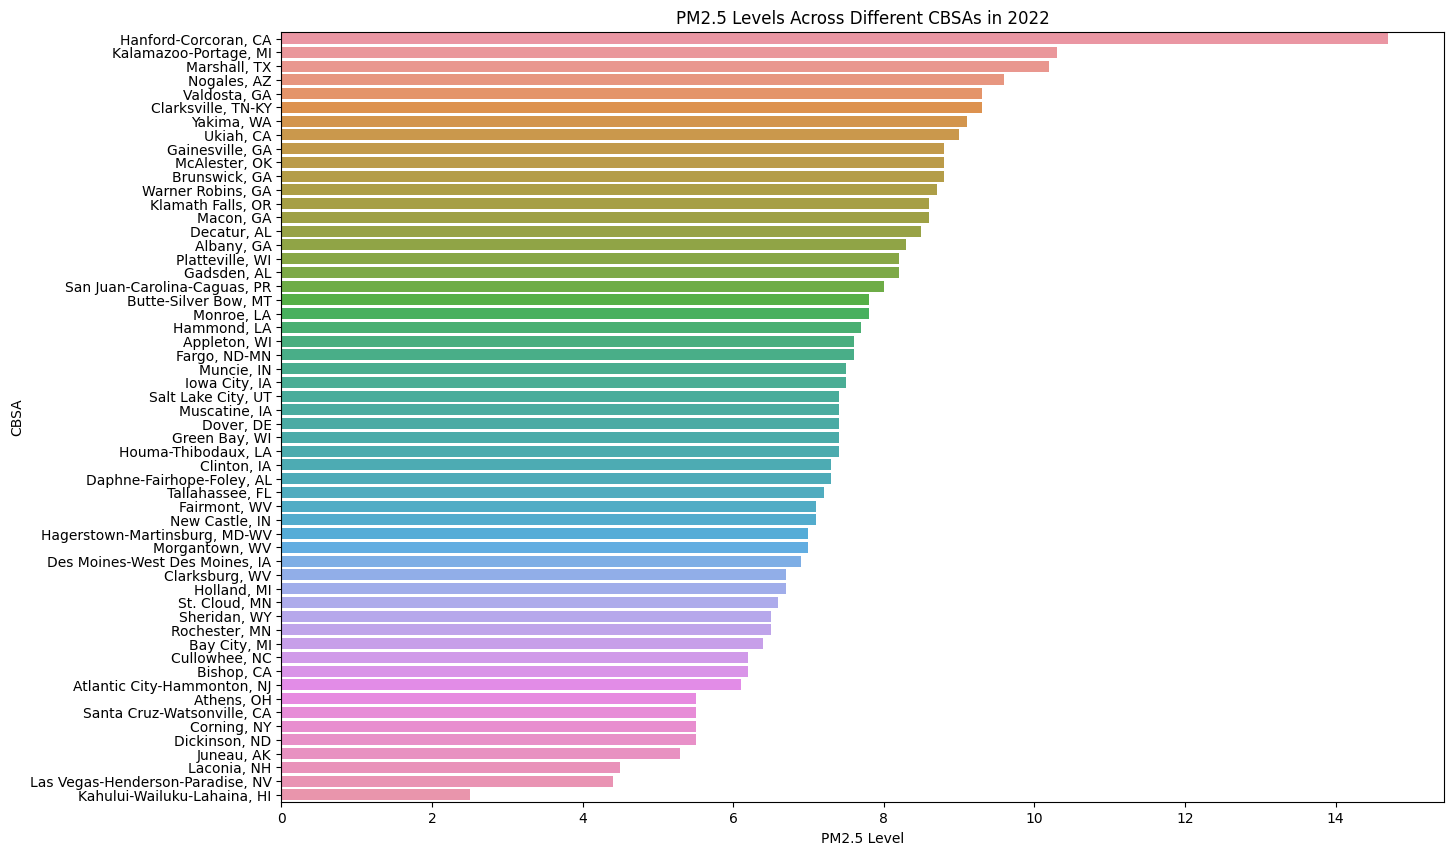 PM2.5 Levels Across Different CBSAs in 2022
Hanford-Corcoran, CA
Kalamazoo-Portage, MI
Marshall, TX
Nogales, AZ
Valdosta, GA
Clarksville, TN-KY
Yakima, WA
Ukiah, CA
Gainesville, GA
McAlester, OK
Brunswick, GA
Warner Robins, GA
Klamath Falls, OR
Macon, GA
Decatur, AL
Albany, GA
Platteville, WI
Gadsden, AL
San Juan-Carolina-Caguas, PR
Butte-Silver Bow, MT
Monroe, LA
Hammond, LA
Appleton, WI
Fargo, ND-MN
Muncie, IN
Iowa City, IA
Salt Lake City, UT
Muscatine, IA
Dover, DE
Green Bay, WI
Houma-Thibodaux, LA
Clinton, IA
Daphne-Fairhope-Foley, AL
Tallahassee, FL
Fairmont, WV
New Castle, IN
Hagerstown-Martinsburg, MD-WV
Morgantown, WV
Des Moines-West Des Moines, IA
Clarksburg, WV
Holland, MI
St. Cloud, MN
Sheridan, WY
Rochester, MN
Bay City, MI
Cullowhee, NC
Bishop, CA
Atlantic City-Hammonton, NJ
Athens, OH
Santa Cruz-Watsonville, CA
Corning, NY
Dickinson, ND
Juneau, AK
Laconia, NH
Las Vegas-Henderson-Paradise, NV
Kahului-Wailuku-Lahaina, HI
CBSA
0 2 4 6 8 10 12 14
PM2.5 Level